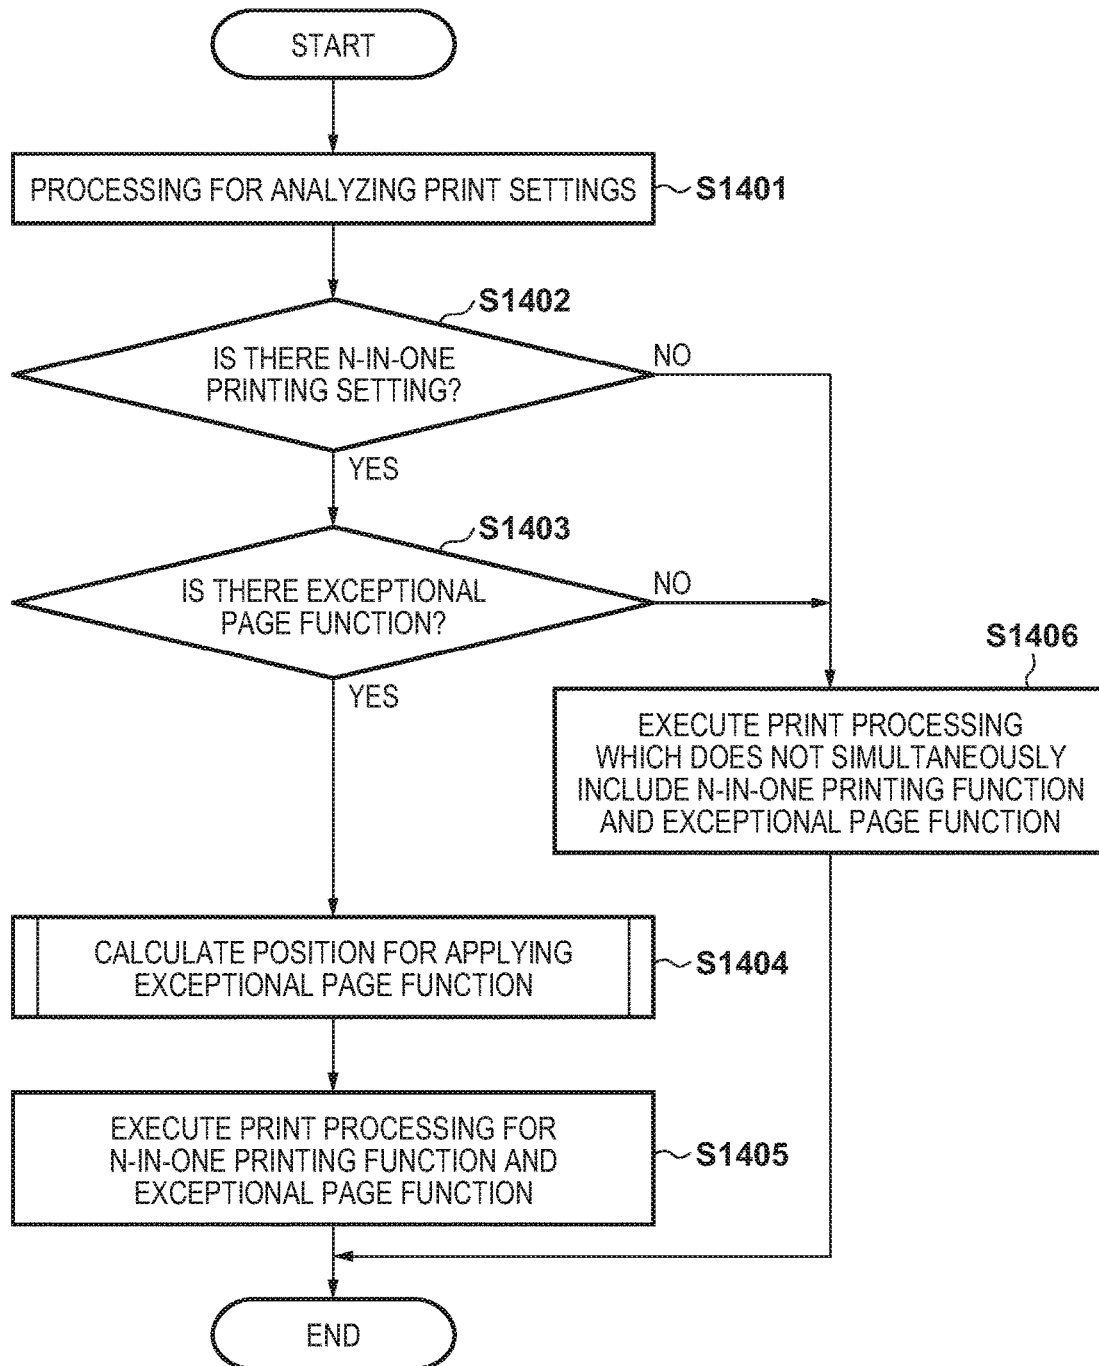 START
PROCESSING FOR ANALYZING PRINT SETTINGS
S1401
S1402
IS THERE N-IN-ONE
PRINTING SETTING?
NO
YES
S1403
IS THERE EXCEPTIONAL
PAGE FUNCTION?
NO
YES
S1406
EXECUTE PRINT PROCESSING
WHICH DOES NOT SIMULTANEOUSLY
INCLUDE N-IN-ONE PRINTING FUNCTION
AND EXCEPTIONAL PAGE FUNCTION
CALCULATE POSITION FOR APPLYING
EXCEPTIONAL PAGE FUNCTION
S1404
EXECUTE PRINT PROCESSING FOR
N-IN-ONE PRINTING FUNCTION AND
EXCEPTIONAL PAGE FUNCTION
S1405
END